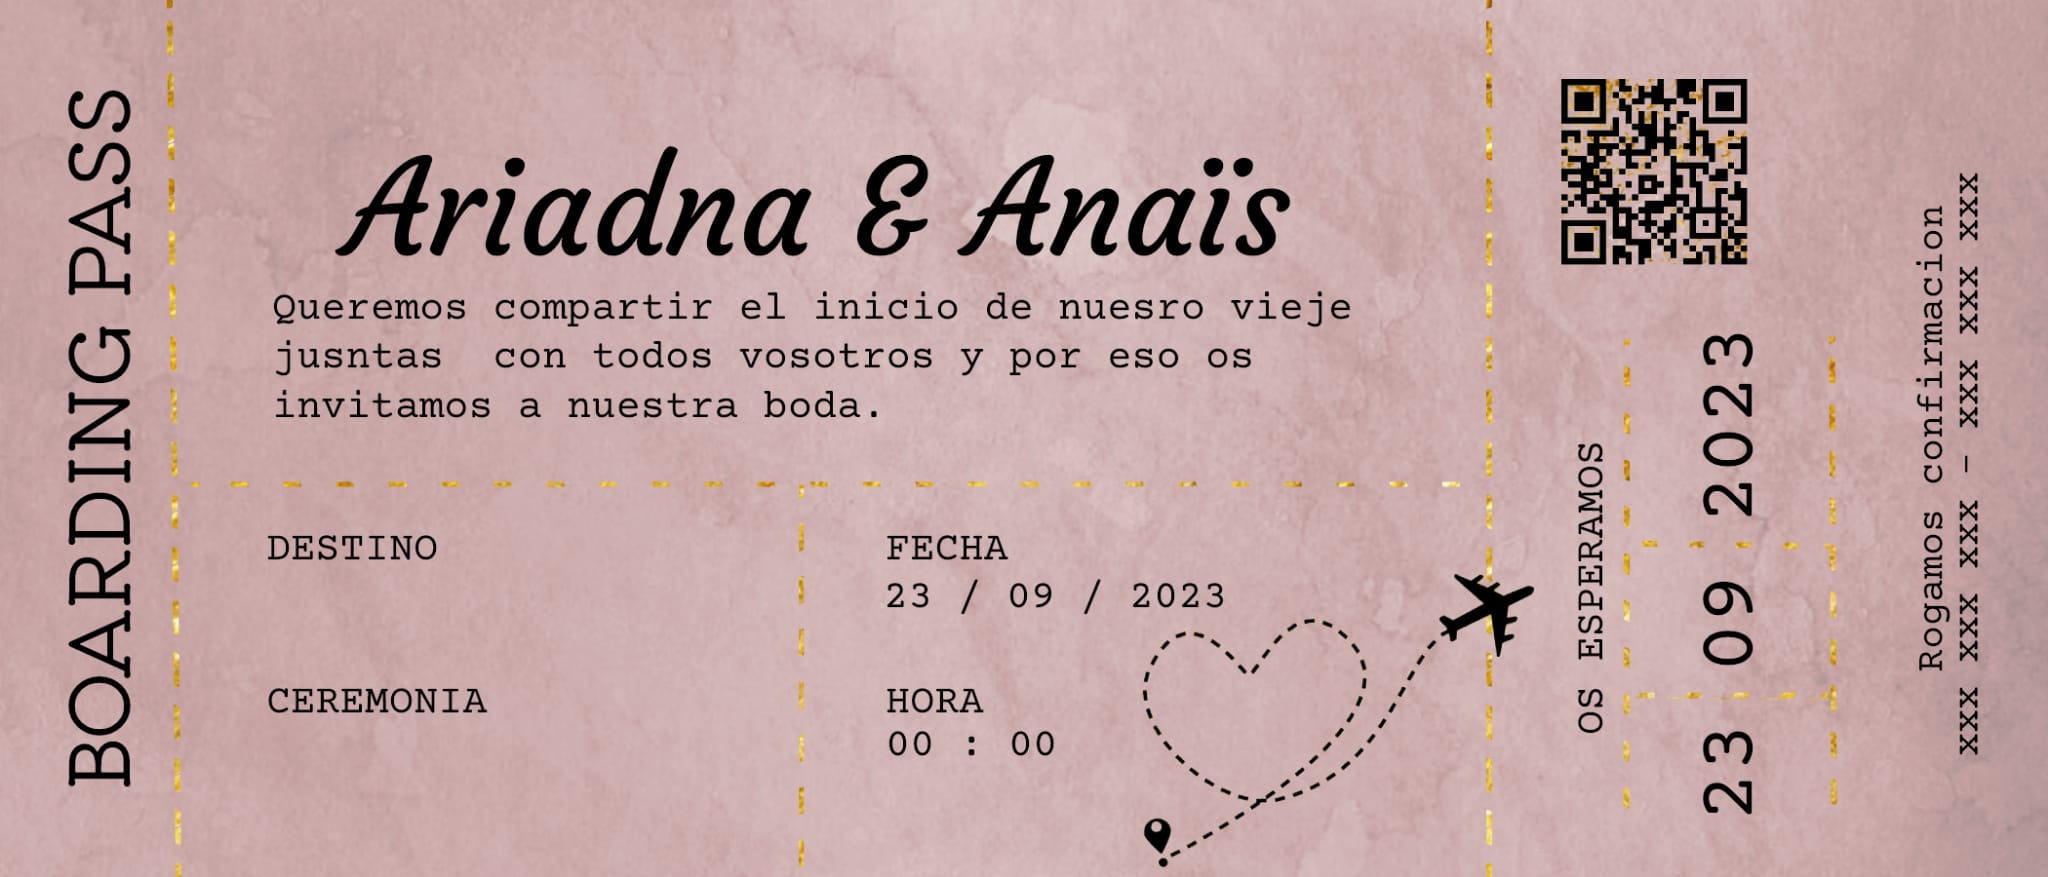 BOARDING PASS
Ariadna & Anaïs
Queremos compartir el inicio de nuesro vieje
jusntas  con todos vosotros y por eso os
invitamos a nuestra boda.
DESTINO
CEREMONIA
FECHA
23 / 09 / 2023
HORA
00 : 00
OS ESPERAMOS
23 09 2023
Rogamos confirmacion
xxx xxx xxx - xxx xxx xxx